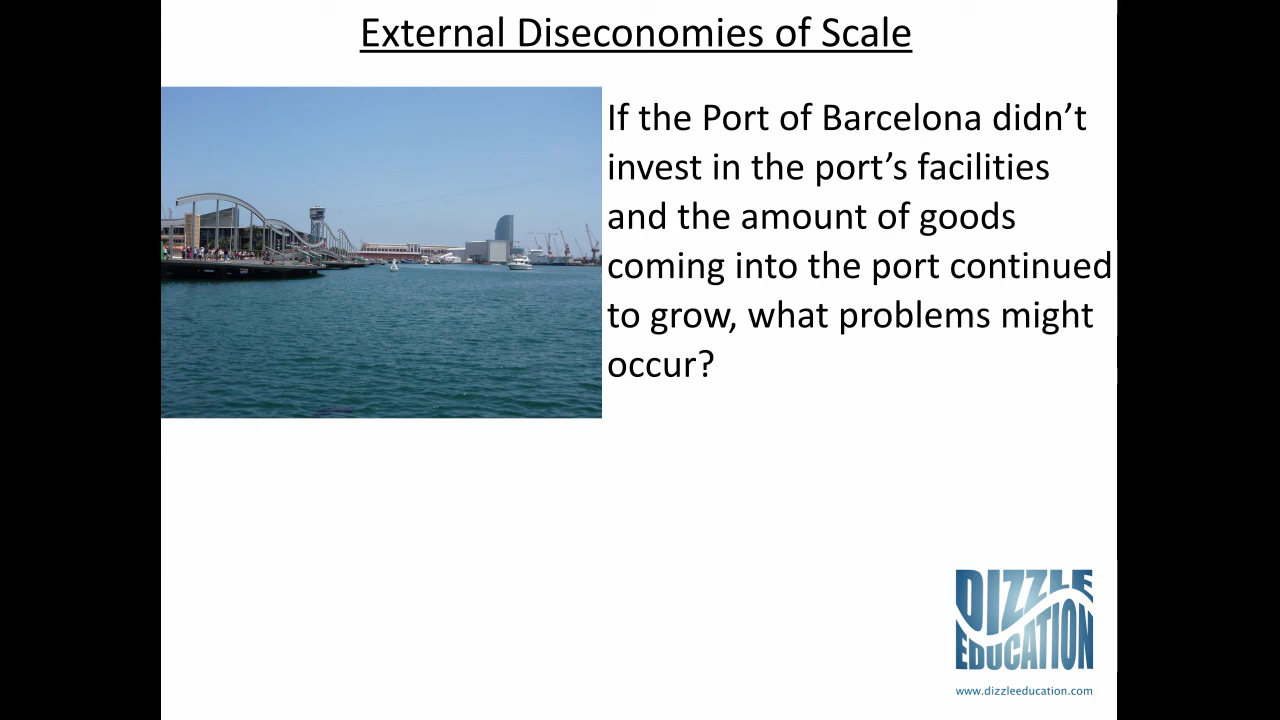 External Diseconomies of Scale
If the Port of Barcelona didn’t
invest in the port’s facilities
and the amount of goods
coming into the port continued
to grow, what problems might
occur?
DIZZLE
EDUCATION
www.dizzleeducation.com